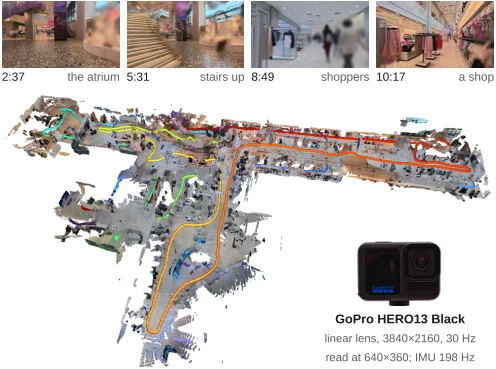 2:37 the atrium
5:31 stairs up
8:49 shoppers
10:17 a shop
GoPro
GoPro HERO13 Black
linear lens, 3840×2160, 30 Hz
read at 640×360; IMU 198 Hz